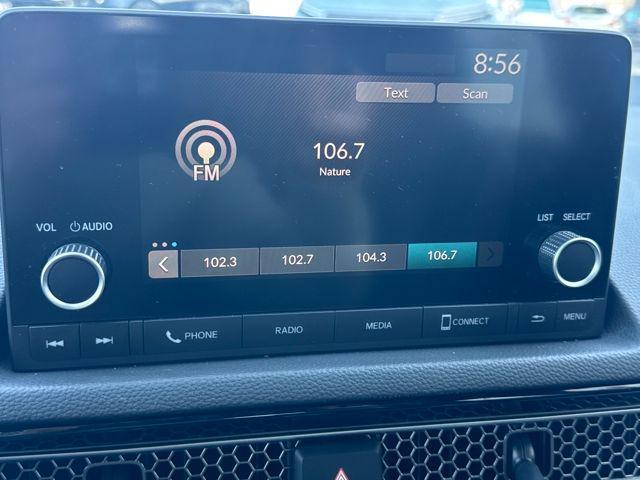 8:56
Text Scan
106.7
FM
Nature
VOL AUDIO
LIST SELECT
102.3 102.7 104.3 106.7
PHONE RADIO MEDIA CONNECT MENU